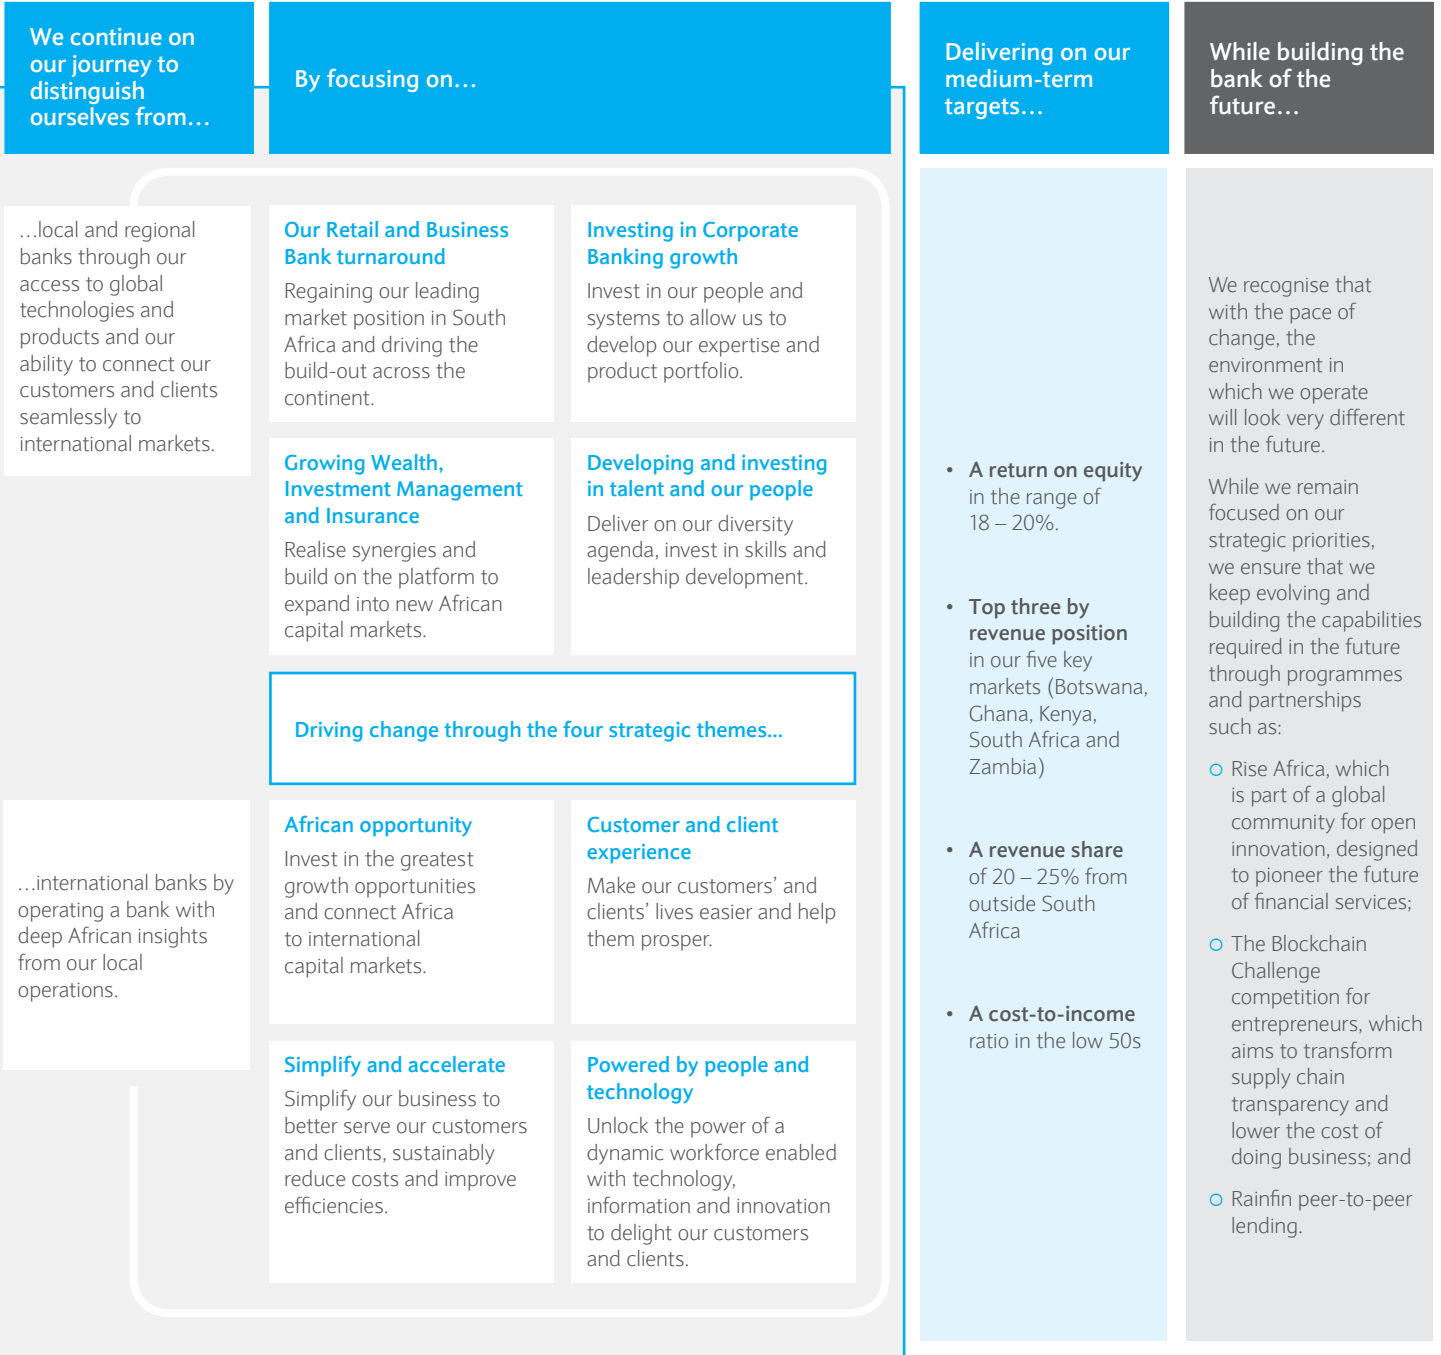 We continue on
our journey to
distinguish
ourselves from…
By focusing on…
Delivering on our
medium-term
targets…
While building the
bank of the
future…
…local and regional
banks through our
access to global
technologies and
products and our
ability to connect our
customers and clients
seamlessly to
international markets.
…international banks by
operating a bank with
deep African insights
from our local
operations.
Our Retail and Business
Bank turnaround
Regaining our leading
market position in South
Africa and driving the
build-out across the
continent.
Investing in Corporate
Banking growth
Invest in our people and
systems to allow us to
develop our expertise and
product portfolio.
Growing Wealth,
Investment Management
and Insurance
Realise synergies and
build on the platform to
expand into new African
capital markets.
Developing and investing
in talent and our people
Deliver on our diversity
agenda, invest in skills and
leadership development.
Driving change through the four strategic themes...
African opportunity
Invest in the greatest
growth opportunities
and connect Africa
to international
capital markets.
Customer and client
experience
Make our customers’ and
clients’ lives easier and help
them prosper.
Simplify and accelerate
Simplify our business to
better serve our customers
and clients, sustainably
reduce costs and improve
efficiencies.
Powered by people and
technology
Unlock the power of a
dynamic workforce enabled
with technology,
information and innovation
to delight our customers
and clients.
• A return on equity
in the range of
18 – 20%.
• Top three by
revenue position
in our five key
markets (Botswana,
Ghana, Kenya,
South Africa and
Zambia)
• A revenue share
of 20 – 25% from
outside South
Africa
• A cost-to-income
ratio in the low 50s
We recognise that
with the pace of
change, the
environment in
which we operate
will look very different
in the future.
While we remain
focused on our
strategic priorities,
we ensure that we
keep evolving and
building the capabilities
required in the future
through programmes
and partnerships
such as:
Rise Africa, which
is part of a global
community for open
innovation, designed
to pioneer the future
of financial services;
The Blockchain
Challenge
competition for
entrepreneurs, which
aims to transform
supply chain
transparency and
lower the cost of
doing business; and
Rainfin peer-to-peer
lending.